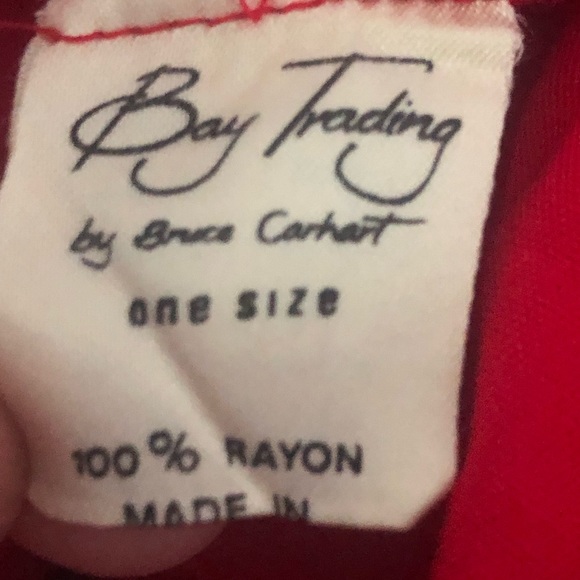 Bay Trading
by Bruce Carhart
one size
100% RAYON
MADE IN